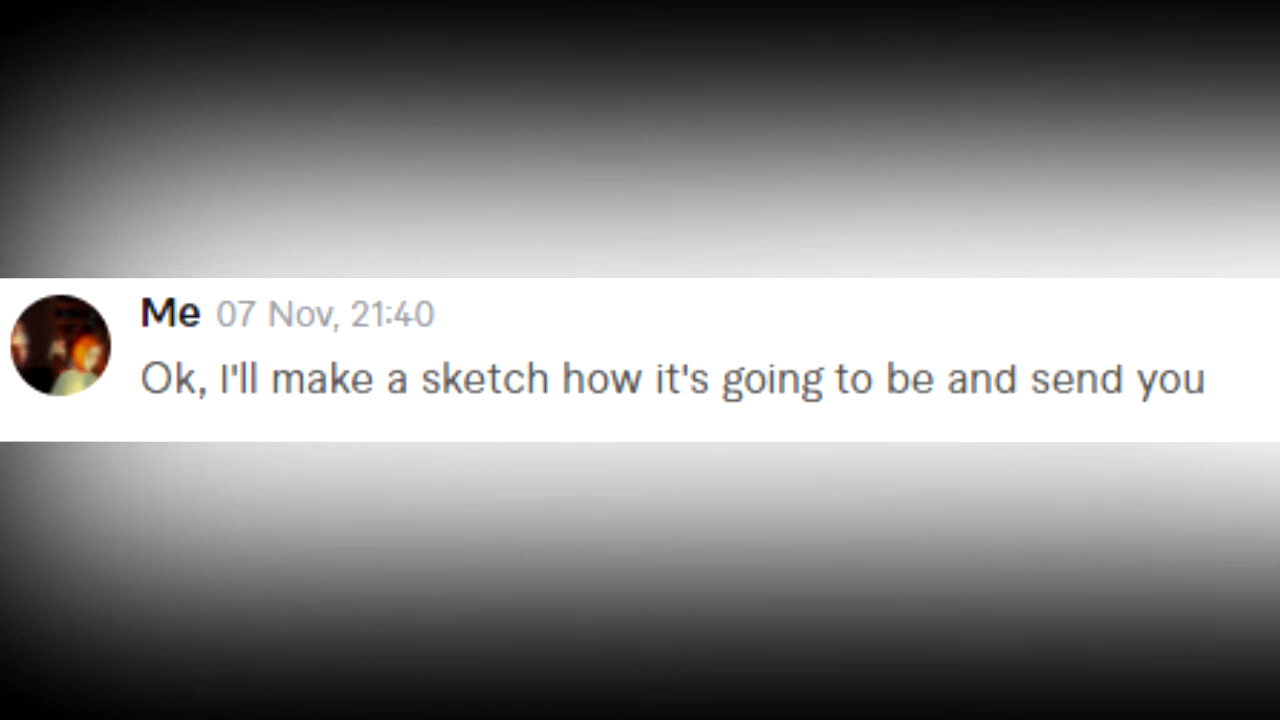 Me 07 Nov, 21:40
Ok, I'll make a sketch how it's going to be and send you